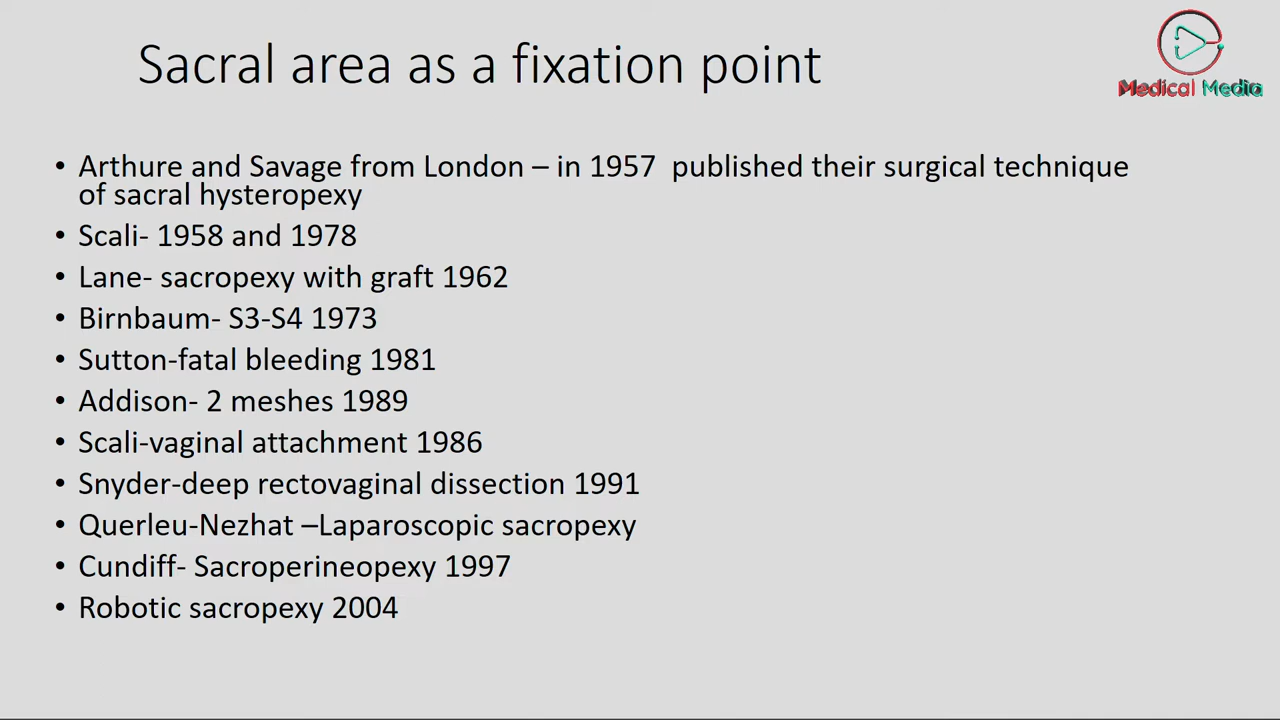 Sacral area as a fixation point
Medical Media
• Arthure and Savage from London – in 1957 published their surgical technique
of sacral hysteropexy
• Scali- 1958 and 1978
• Lane- sacropexy with graft 1962
• Birnbaum- S3-S4 1973
• Sutton-fatal bleeding 1981
• Addison- 2 meshes 1989
• Scali-vaginal attachment 1986
• Snyder-deep rectovaginal dissection 1991
• Querleu-Nezhat –Laparoscopic sacropexy
• Cundiff- Sacroperineopexy 1997
• Robotic sacropexy 2004